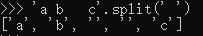 >>> 'a b   c'.split(' ')
['a', 'b', '', '', 'c']